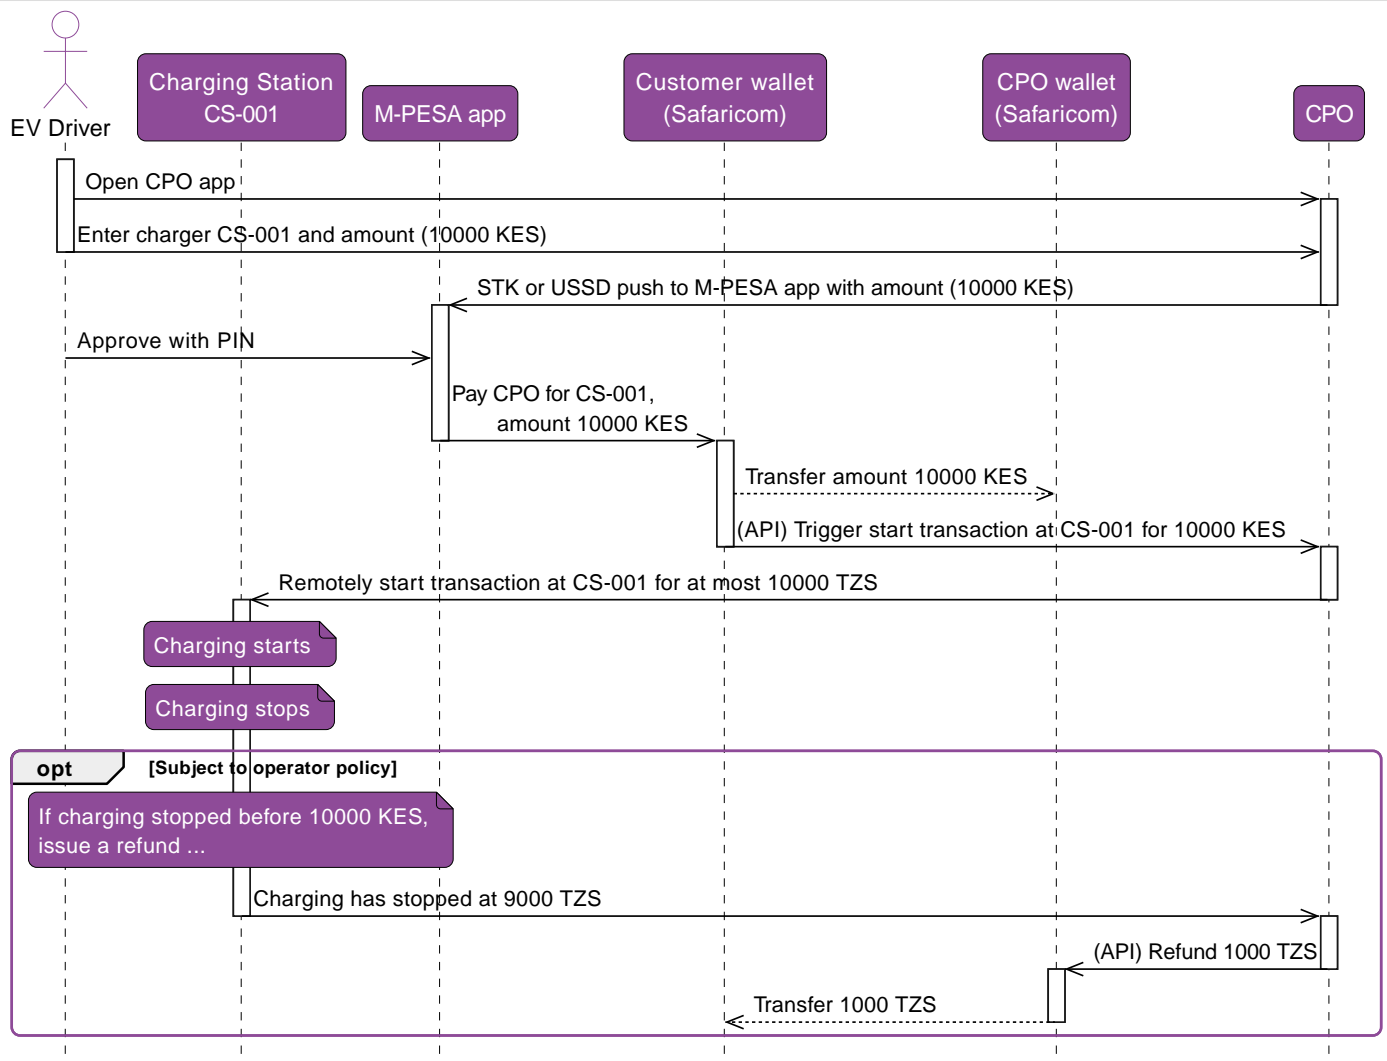 EV Driver
Charging Station
CS-001
M-PESA app
Customer wallet
(Safaricom)
CPO wallet
(Safaricom)
CPO
Open CPO app
Enter charger CS-001 and amount (10000 KES)
STK or USSD push to M-PESA app with amount (10000 KES)
Approve with PIN
Pay CPO for CS-001,
amount 10000 KES
Transfer amount 10000 KES
(API) Trigger start transaction at CS-001 for 10000 KES
Remotely start transaction at CS-001 for at most 10000 TZS
Charging starts
Charging stops
opt
[Subject to operator policy]
If charging stopped before 10000 KES,
issue a refund ...
Charging has stopped at 9000 TZS
(API) Refund 1000 TZS
Transfer 1000 TZS